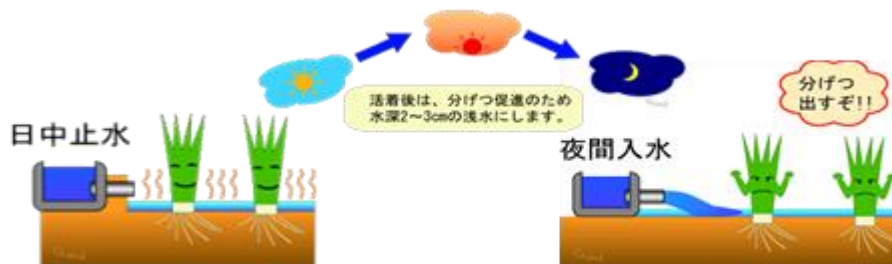 日中止水
活着後は、分げつ促進のため
水深2～3cmの浅水にします。
夜間入水
分げつ
出すぞ!!